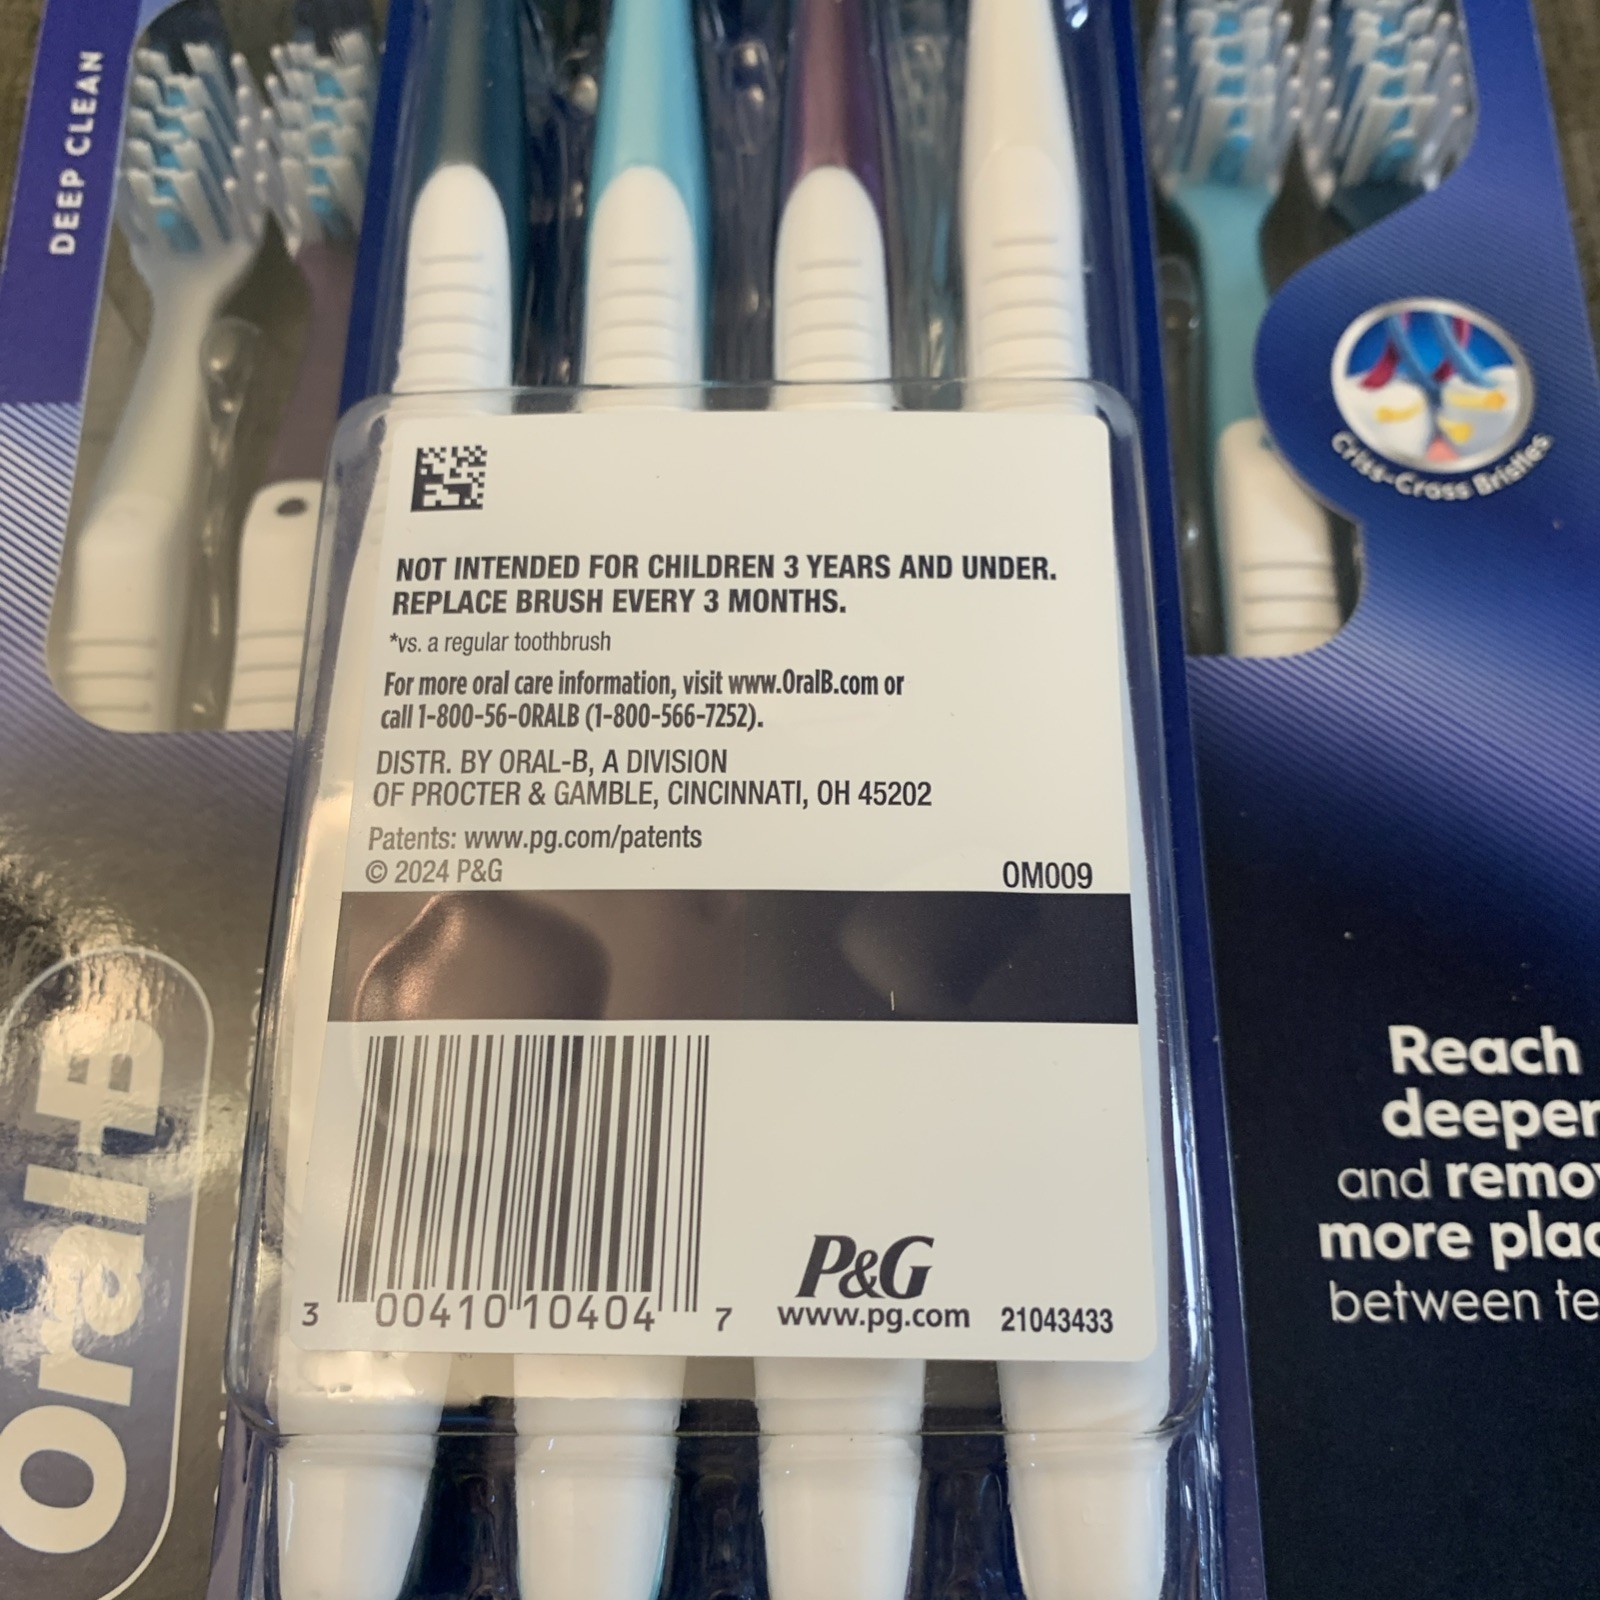 DEEP CLEAN
Criss-Cross Bristles
NOT INTENDED FOR CHILDREN 3 YEARS AND UNDER.
REPLACE BRUSH EVERY 3 MONTHS.
*vs. a regular toothbrush
For more oral care information, visit www.OralB.com or
call 1-800-56-ORALB (1-800-566-7252).
DISTR. BY ORAL-B, A DIVISION
OF PROCTER & GAMBLE, CINCINNATI, OH 45202
Patents: www.pg.com/patents
© 2024 P&G
OM009
Oral-B
Reach
deeper
and remov
more plac
between te
3 00410 10404 7
P&G
www.pg.com
21043433